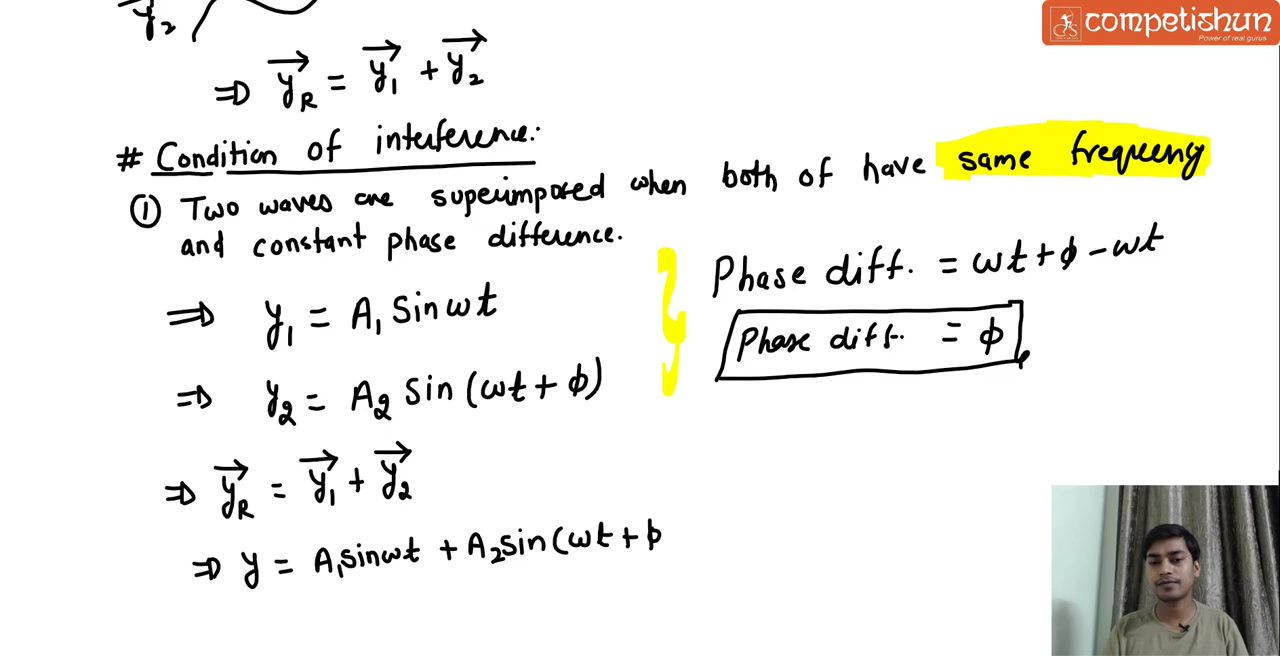 y₂
competishun
Power of real gurus
⇒ y⃗_R = y⃗₁ + y⃗₂
# Condition of interference:
① Two waves are superimposed when both of have same frequency
and constant phase difference.
Phase diff. = ωt + ϕ - ωt
⇒ y₁ = A₁ Sin ωt
Phase diff. = ϕ
⇒ y₂ = A₂ Sin (ωt + ϕ)
⇒ y⃗_R = y⃗₁ + y⃗₂
⇒ y = A₁sinωt + A₂sin(ωt + ϕ